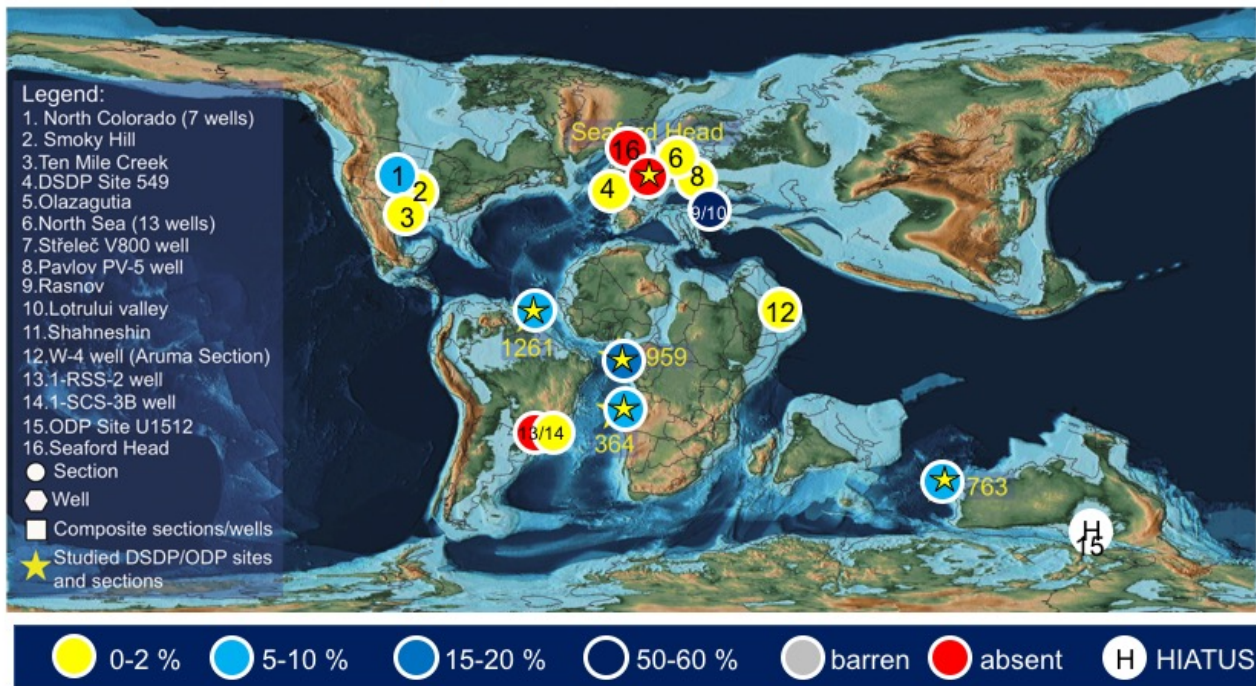 Legend:
1. North Colorado (7 wells)
2. Smoky Hill
3.Ten Mile Creek
4.DSDP Site 549
5.Olazagutia
6.North Sea (13 wells)
7.Střeleč V800 well
8.Pavlov PV-5 well
9.Rasnov
10.Lotrului valley
11.Shahneshin
12.W-4 well (Aruma Section)
13.1-RSS-2 well
14.1-SCS-3B well
15.ODP Site U1512
16.Seaford Head
Section
Well
Composite sections/wells
Studied DSDP/ODP sites
and sections
Seaford Head
16
6
1
2
4
8
3
9/10
12
1261
959
13/14
364
763
H
15
0-2 %
5-10 %
15-20 %
50-60 %
barren
absent
H
HIATUS